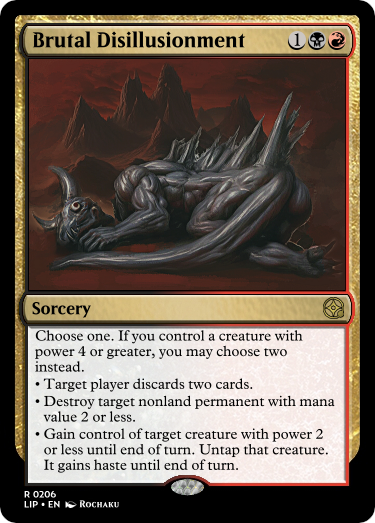 Brutal Disillusionment 1
Sorcery
Choose one. If you control a creature with
power 4 or greater, you may choose two
instead.
• Target player discards two cards.
• Destroy target nonland permanent with mana
value 2 or less.
• Gain control of target creature with power 2
or less until end of turn. Untap that creature.
It gains haste until end of turn.
R 0206
LIP • EN Rochaku